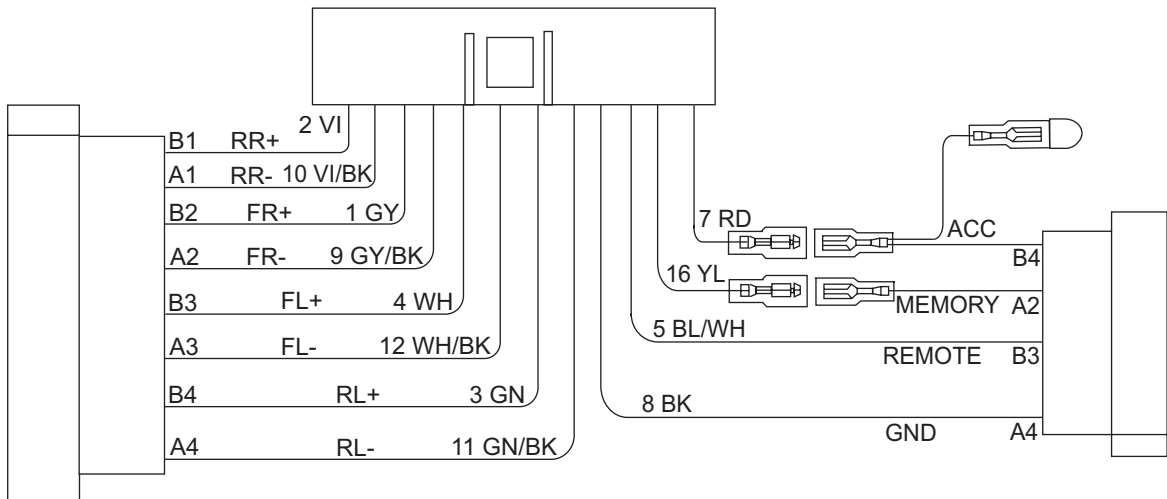 2 VI
B1 RR+
A1 RR- 10 VI/BK
B2 FR+ 1 GY
A2 FR- 9 GY/BK
B3 FL+ 4 WH
A3 FL- 12 WH/BK
B4 RL+ 3 GN
A4 RL- 11 GN/BK
7 RD ACC B4
16 YL MEMORY A2
5 BL/WH REMOTE B3
8 BK GND A4